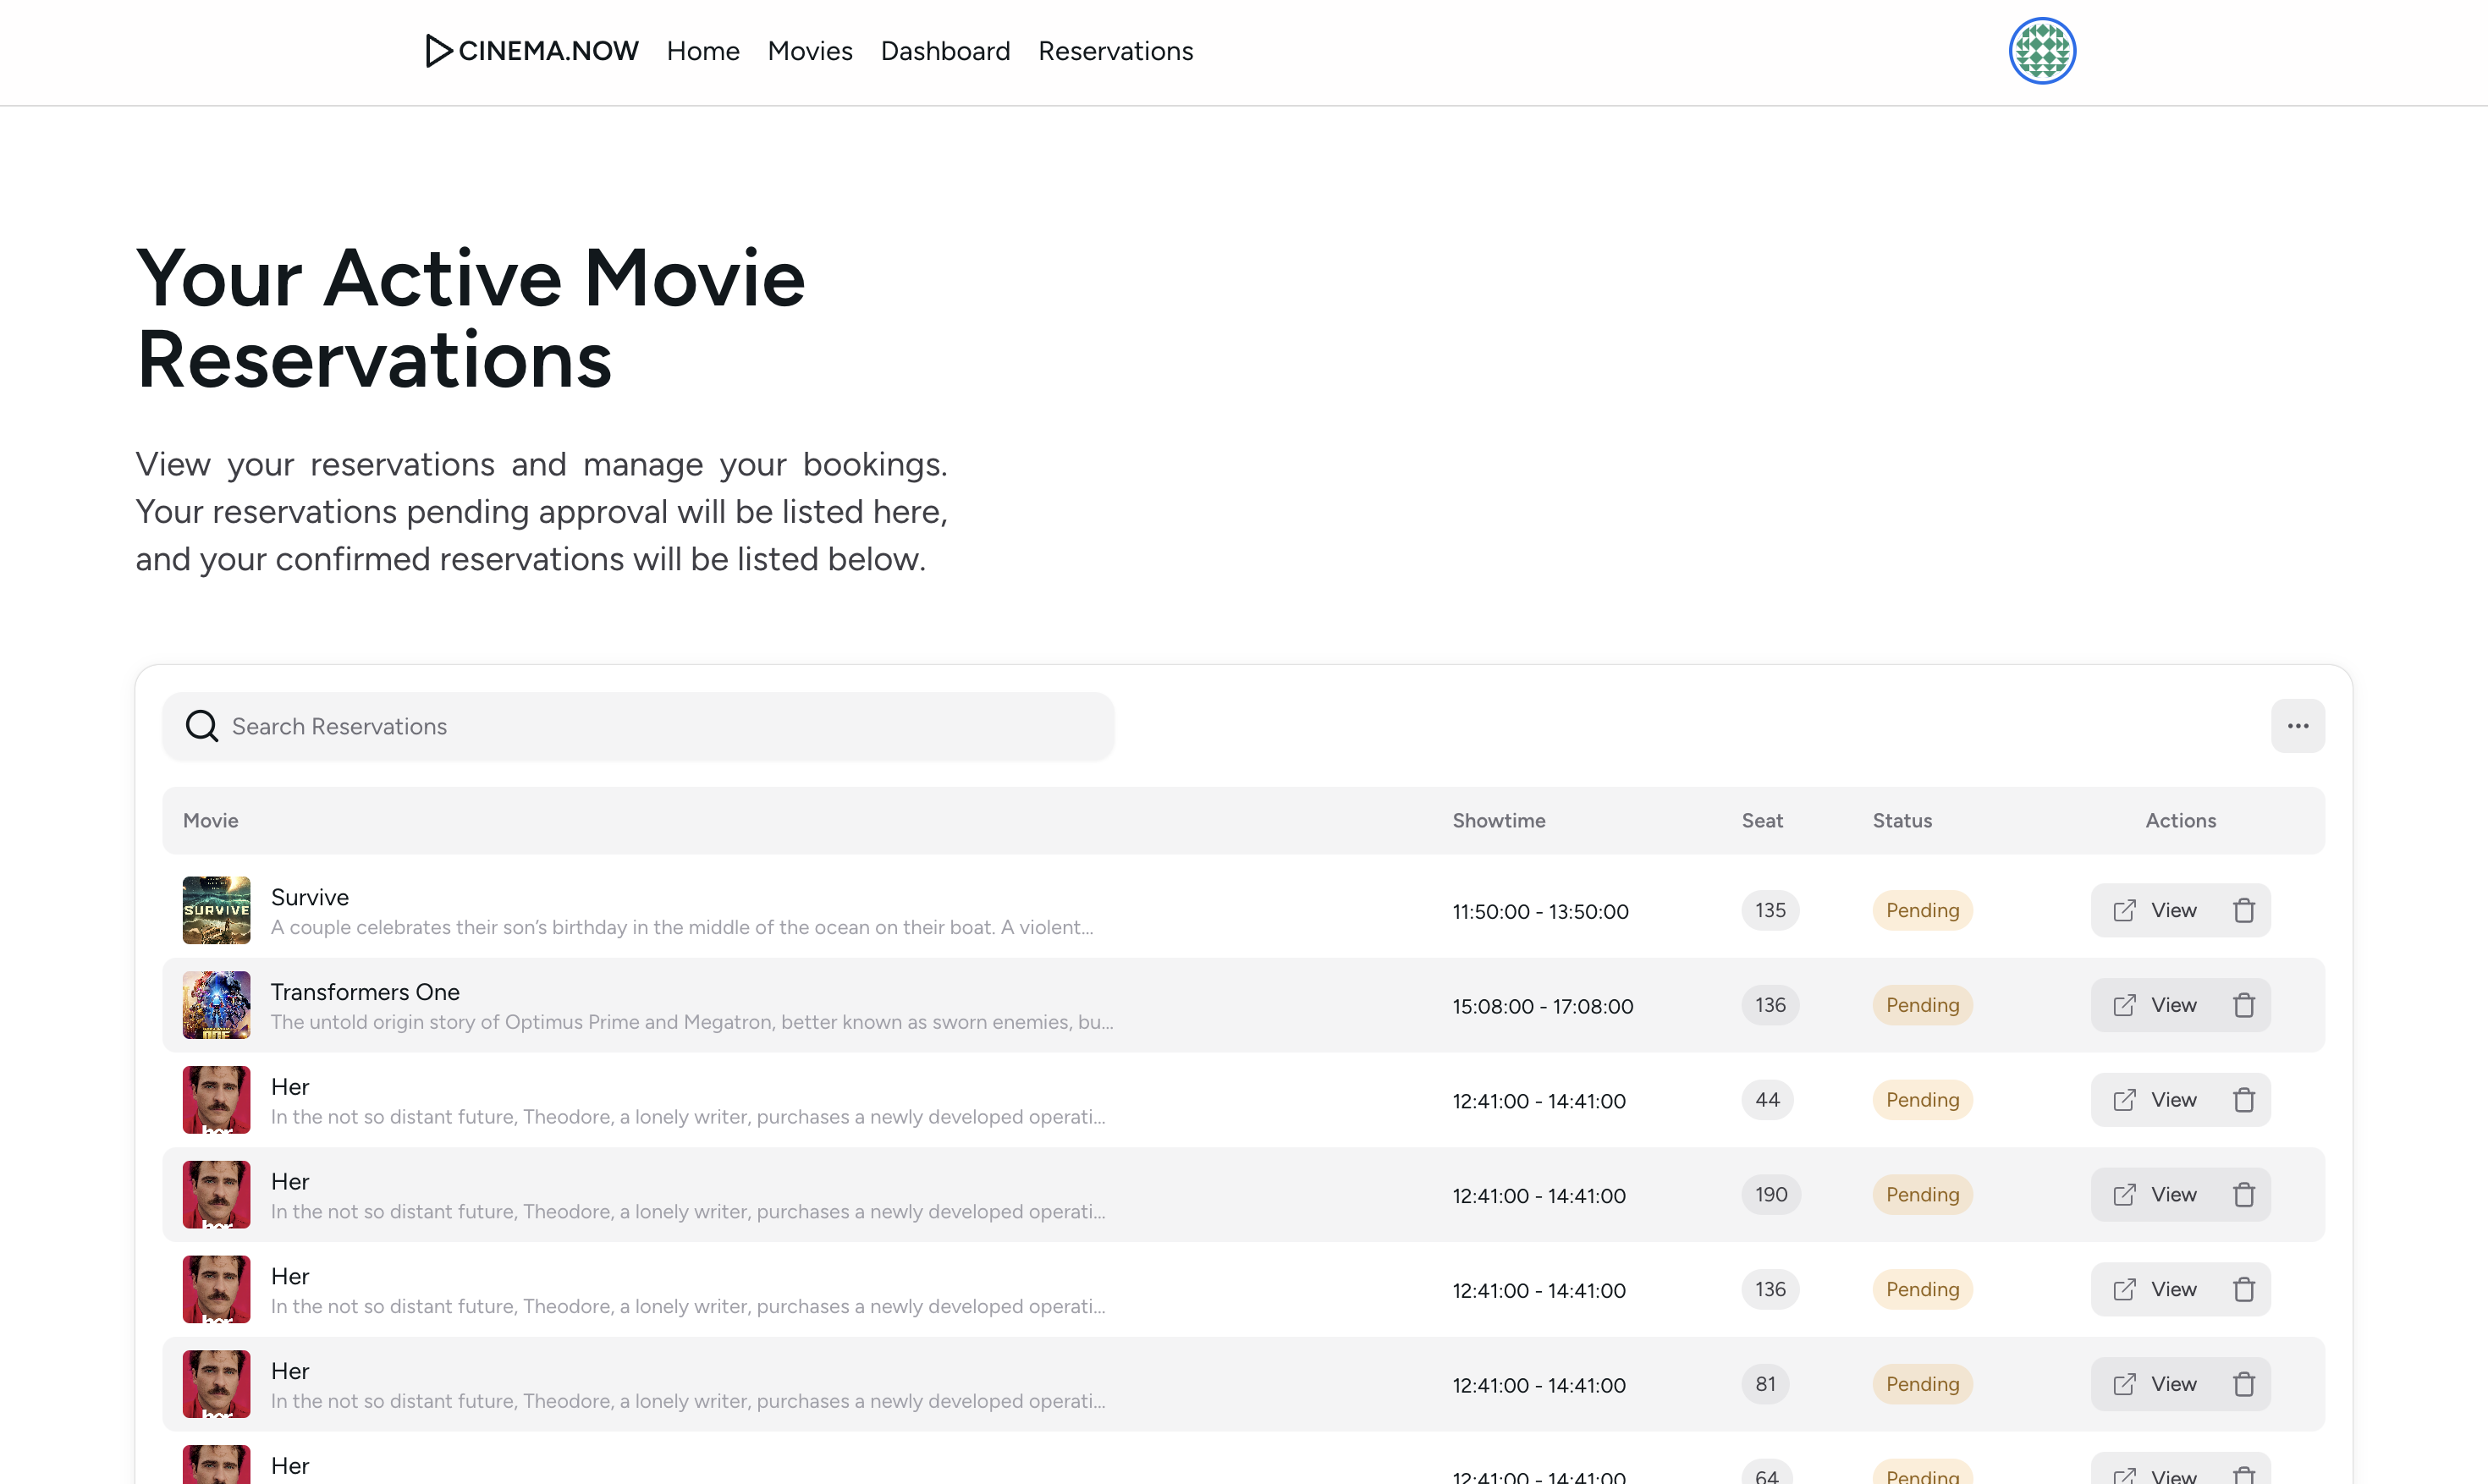 CINEMA.NOW Home Movies Dashboard Reservations
Your Active Movie
Reservations
View your reservations and manage your bookings.
Your reservations pending approval will be listed here,
and your confirmed reservations will be listed below.
Search Reservations
Movie Showtime Seat Status Actions
SURVIVE
Survive
A couple celebrates their son’s birthday in the middle of the ocean on their boat. A violent...
11:50:00 - 13:50:00 135 Pending View
ONE
Transformers One
The untold origin story of Optimus Prime and Megatron, better known as sworn enemies, bu...
15:08:00 - 17:08:00 136 Pending View
her
Her
In the not so distant future, Theodore, a lonely writer, purchases a newly developed operati...
12:41:00 - 14:41:00 44 Pending View
her
Her
In the not so distant future, Theodore, a lonely writer, purchases a newly developed operati...
12:41:00 - 14:41:00 190 Pending View
her
Her
In the not so distant future, Theodore, a lonely writer, purchases a newly developed operati...
12:41:00 - 14:41:00 136 Pending View
her
Her
In the not so distant future, Theodore, a lonely writer, purchases a newly developed operati...
12:41:00 - 14:41:00 81 Pending View
Her
12:41:00 - 14:41:00 64 Pending View